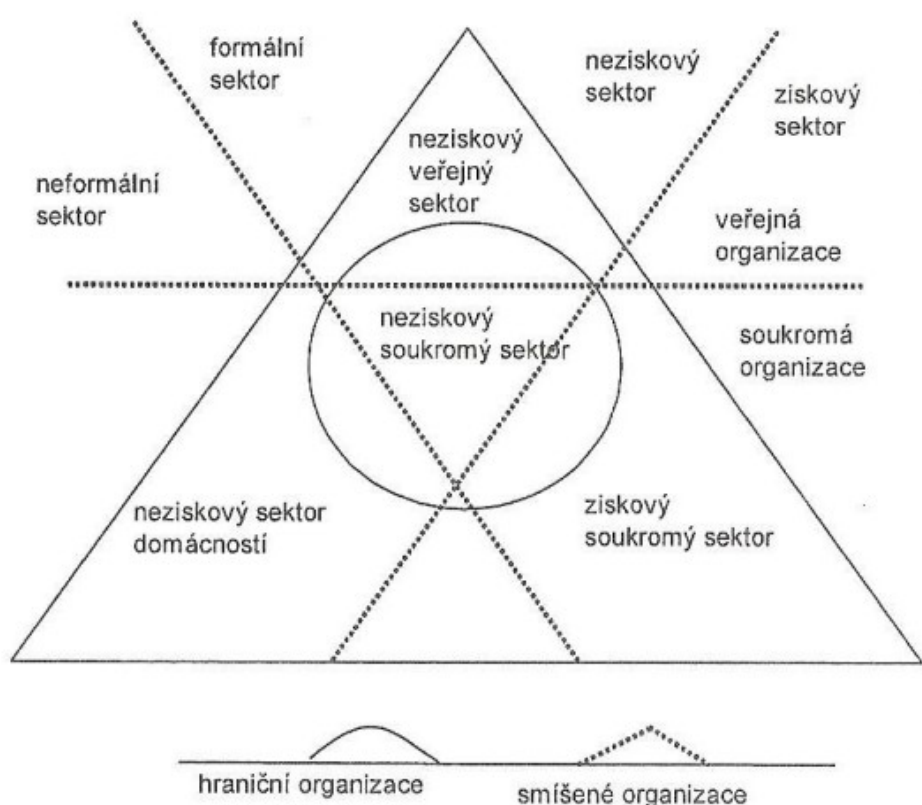 formální
sektor
neziskový
sektor
ziskový
sektor
neziskový
veřejný
sektor
neformální
sektor
veřejná
organizace
neziskový
soukromý sektor
soukromá
organizace
neziskový sektor
domácností
ziskový
soukromý sektor
hraniční organizace
smíšené organizace